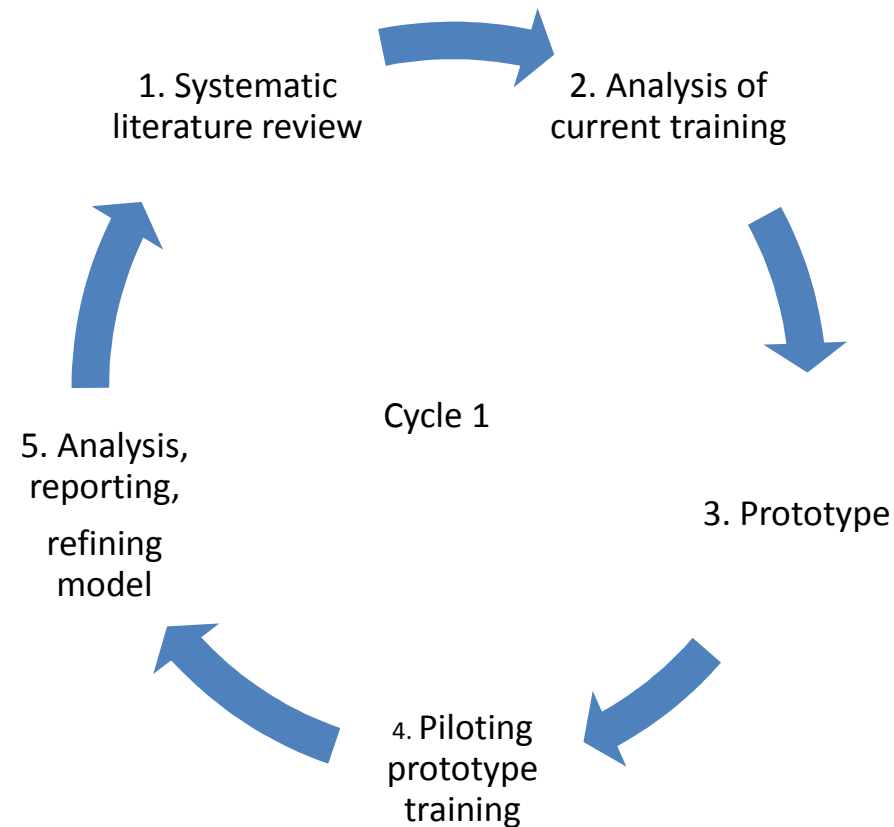 1. Systematic
literature review
2. Analysis of
current training
3. Prototype
4. Piloting
prototype
training
5. Analysis,
reporting,
refining
model
Cycle 1